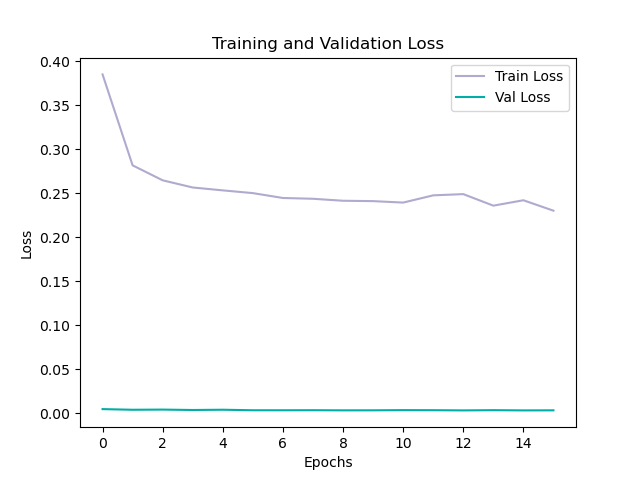 Training and Validation Loss
Train Loss
Val Loss
0.40
0.35
0.30
0.25
0.20
0.15
0.10
0.05
0.00
Loss
0 2 4 6 8 10 12 14
Epochs